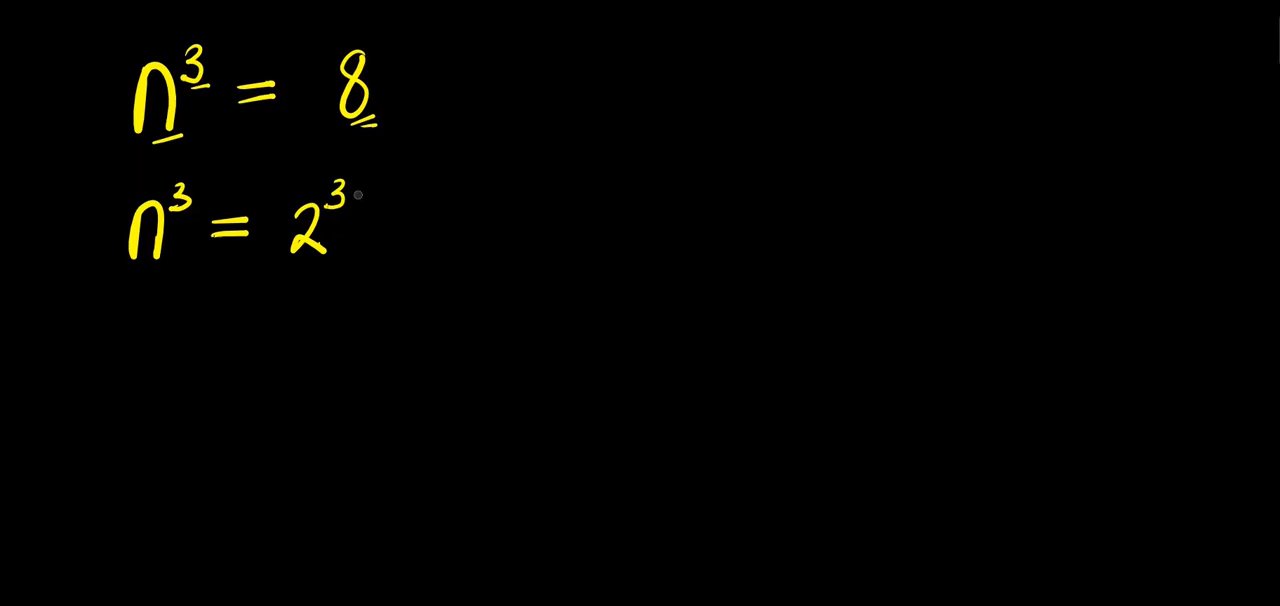 n³ = 8
n³ = 2³